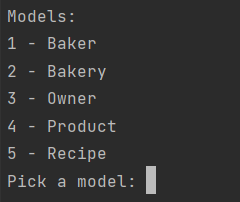 Models:
1 - Baker
2 - Bakery
3 - Owner
4 - Product
5 - Recipe
Pick a model: